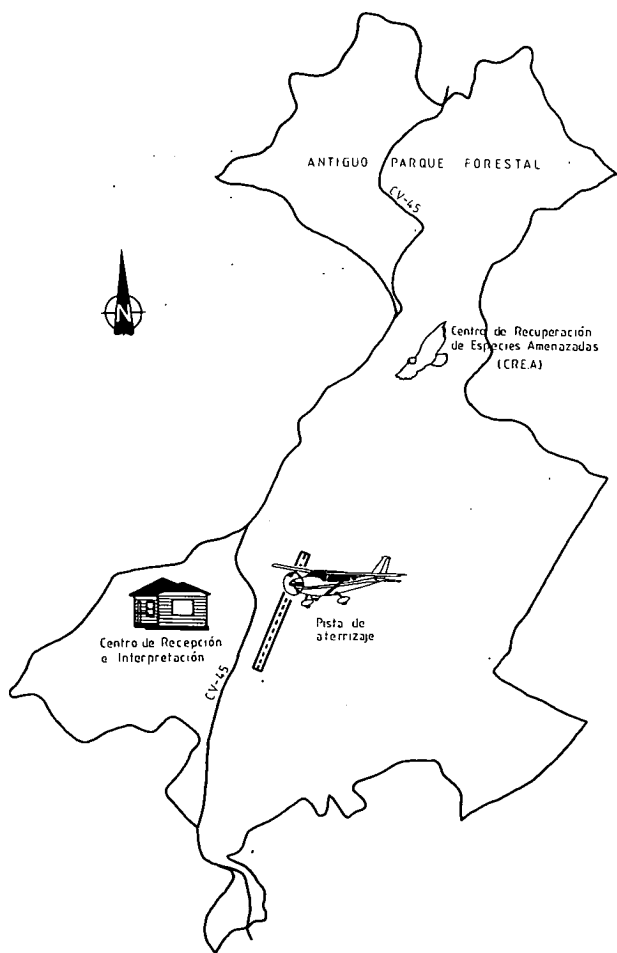 ANTIGUO PARQUE FORESTAL
CV-45
N
Centro de Recuperación
de Especies Amenazadas
(CRE.A)
Pista de
aterrizaje
Centro de Recepción
e Interpretación
CV-45